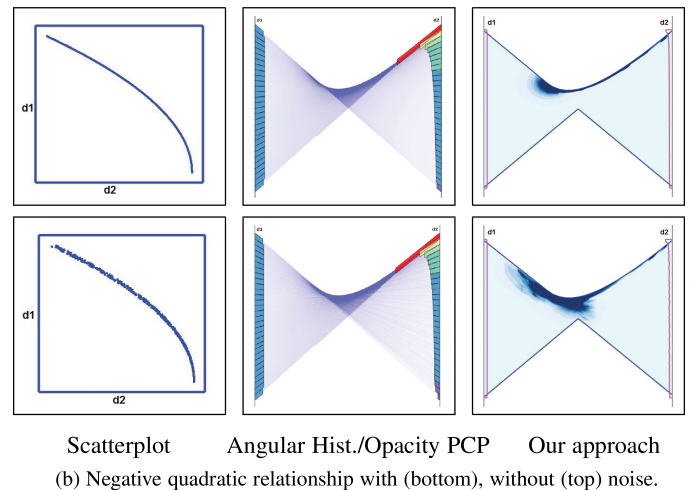 d1
d2
d1
d2
d1
d2
d1
d2
d1
d2
d1
d2
Scatterplot Angular Hist./Opacity PCP Our approach
(b) Negative quadratic relationship with (bottom), without (top) noise.